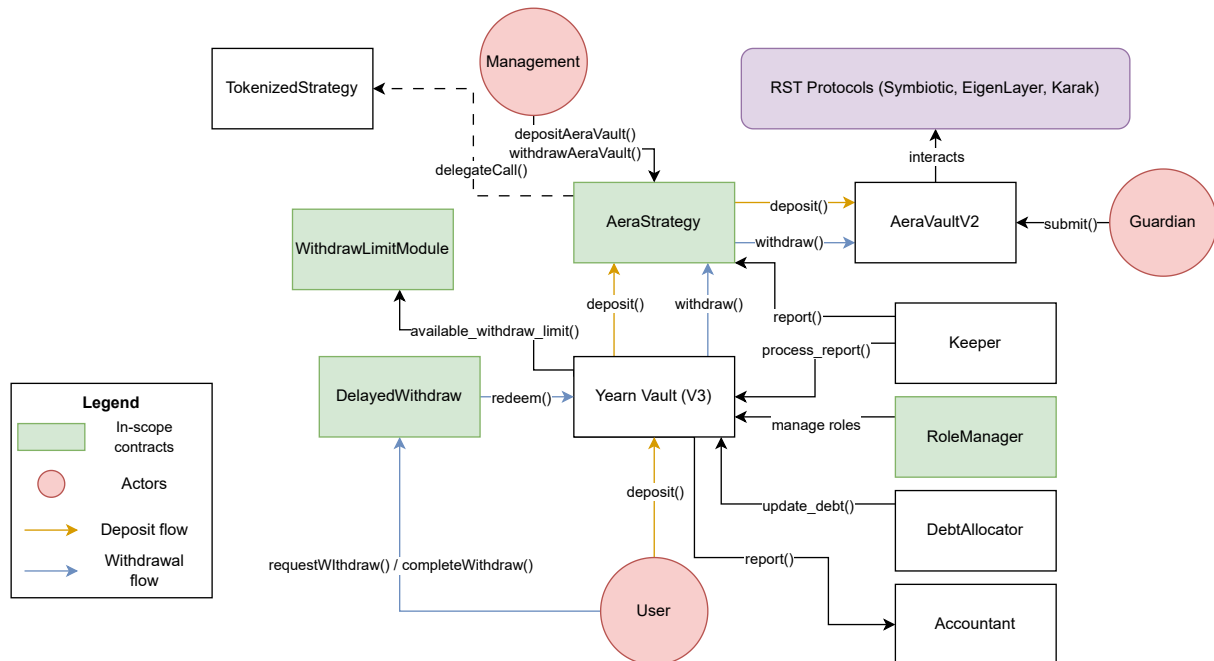 Management
TokenizedStrategy
RST Protocols (Symbiotic, EigenLayer, Karak)
depositAeraVault()
withdrawAeraVault()
delegateCall()
interacts
AeraStrategy
deposit()
withdraw()
AeraVaultV2
submit()
Guardian
WithdrawLimitModule
deposit()
withdraw()
available_withdraw_limit()
report()
process_report()
Keeper
DelayedWithdraw
redeem()
Yearn Vault (V3)
manage roles
RoleManager
Legend
In-scope
contracts
Actors
Deposit flow
Withdrawal
flow
deposit()
update_debt()
DebtAllocator
requestWIthdraw() / completeWithdraw()
report()
User
Accountant